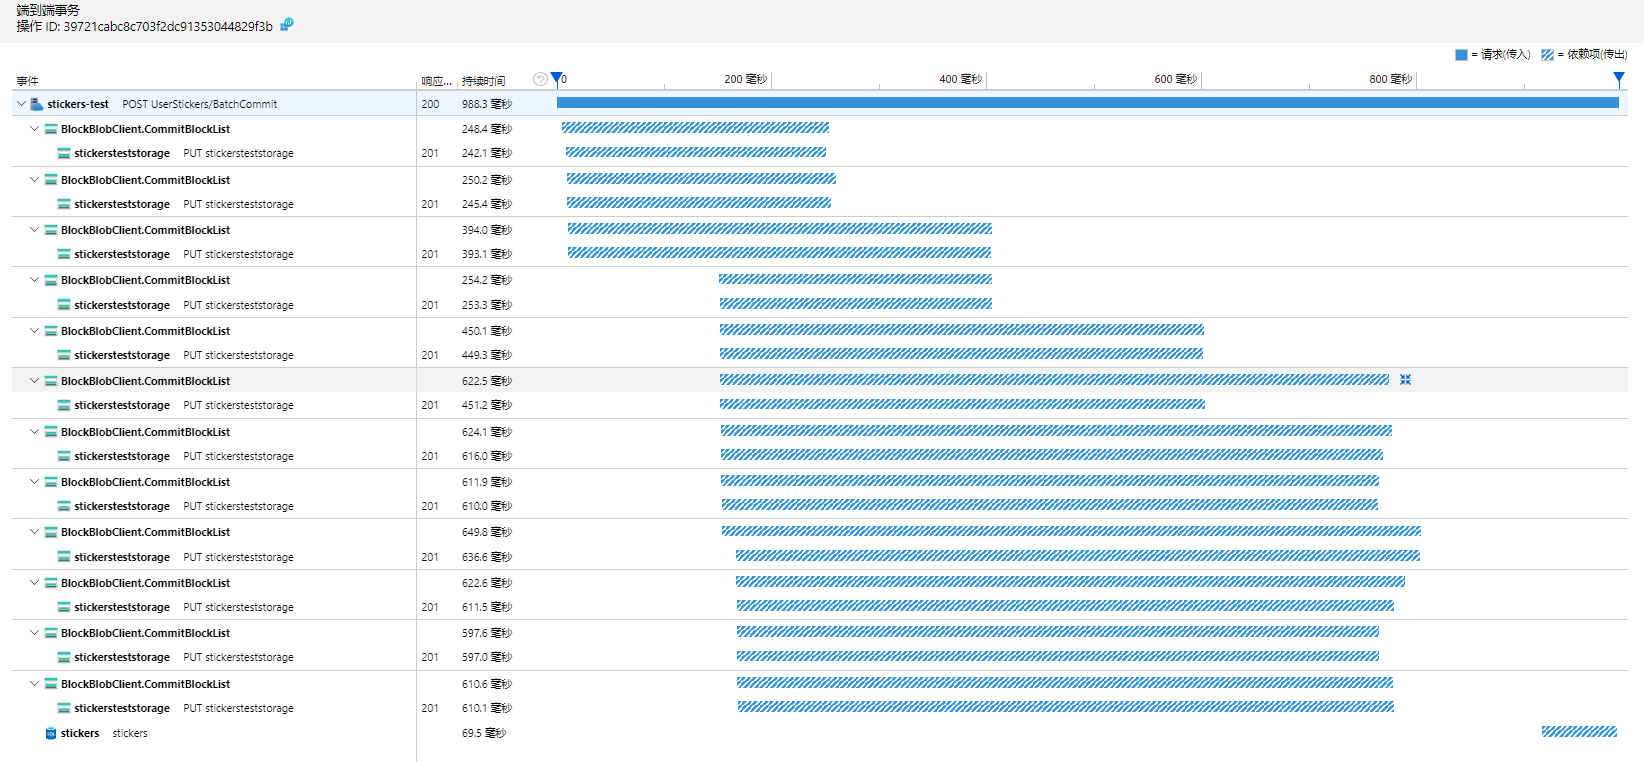 端到端事务
操作 ID: 39721cabc8c703f2dc91353044829f3b
= 请求(传入) = 依赖项(传出)
事件 响应... 持续时间 0 200 毫秒 400 毫秒 600 毫秒 800 毫秒
stickers-test POST UserStickers/BatchCommit 200 988.3 毫秒
BlockBlobClient.CommitBlockList 248.4 毫秒
stickersteststorage PUT stickersteststorage 201 242.1 毫秒
BlockBlobClient.CommitBlockList 250.2 毫秒
stickersteststorage PUT stickersteststorage 201 245.4 毫秒
BlockBlobClient.CommitBlockList 394.0 毫秒
stickersteststorage PUT stickersteststorage 201 393.1 毫秒
BlockBlobClient.CommitBlockList 254.2 毫秒
stickersteststorage PUT stickersteststorage 201 253.3 毫秒
BlockBlobClient.CommitBlockList 450.1 毫秒
stickersteststorage PUT stickersteststorage 201 449.3 毫秒
BlockBlobClient.CommitBlockList 622.5 毫秒
stickersteststorage PUT stickersteststorage 201 451.2 毫秒
BlockBlobClient.CommitBlockList 624.1 毫秒
stickersteststorage PUT stickersteststorage 201 616.0 毫秒
BlockBlobClient.CommitBlockList 611.9 毫秒
stickersteststorage PUT stickersteststorage 201 610.0 毫秒
BlockBlobClient.CommitBlockList 649.8 毫秒
stickersteststorage PUT stickersteststorage 201 636.6 毫秒
BlockBlobClient.CommitBlockList 622.6 毫秒
stickersteststorage PUT stickersteststorage 201 611.5 毫秒
BlockBlobClient.CommitBlockList 597.6 毫秒
stickersteststorage PUT stickersteststorage 201 597.0 毫秒
BlockBlobClient.CommitBlockList 610.6 毫秒
stickersteststorage PUT stickersteststorage 201 610.1 毫秒
stickers stickers 69.5 毫秒